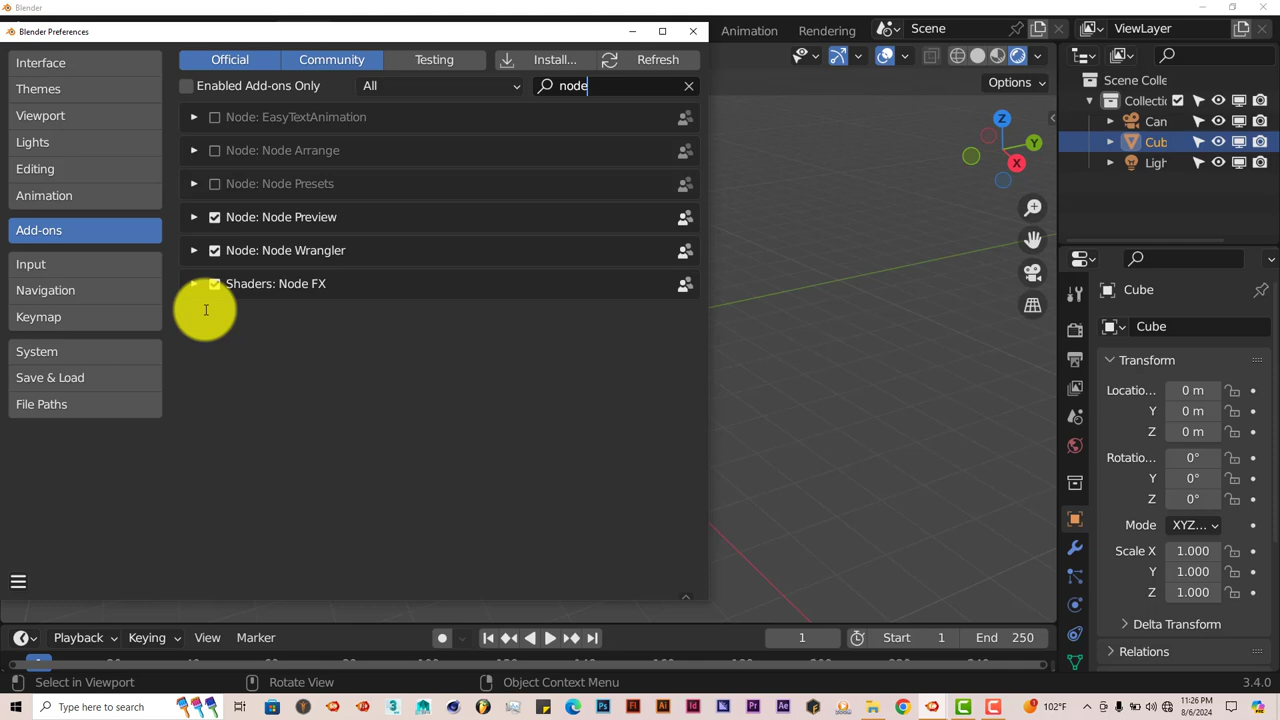 Blender
Blender Preferences
Animation
Rendering
Scene
ViewLayer
Interface
Themes
Viewport
Lights
Editing
Animation
Add-ons
Input
Navigation
Keymap
System
Save & Load
File Paths
Official
Community
Testing
Install...
Refresh
Enabled Add-ons Only
All
node
Node: EasyTextAnimation
Node: Node Arrange
Node: Node Presets
Node: Node Preview
Node: Node Wrangler
Shaders: Node FX
Options
Z
Y
X
Scene Colle
Collecti
Can
Cub
Ligh
Cube
Cube
Transform
Locatio... 0 m
Y 0 m
Z 0 m
Rotatio... 0°
Y 0°
Z 0°
Mode XYZ...
Scale X 1.000
Y 1.000
Z 1.000
Delta Transform
Relations
Playback
Keying
View
Marker
1
Start 1
End 250
Select in Viewport
Rotate View
Object Context Menu
3.4.0
Type here to search
102°F
11:26 PM
8/6/2024